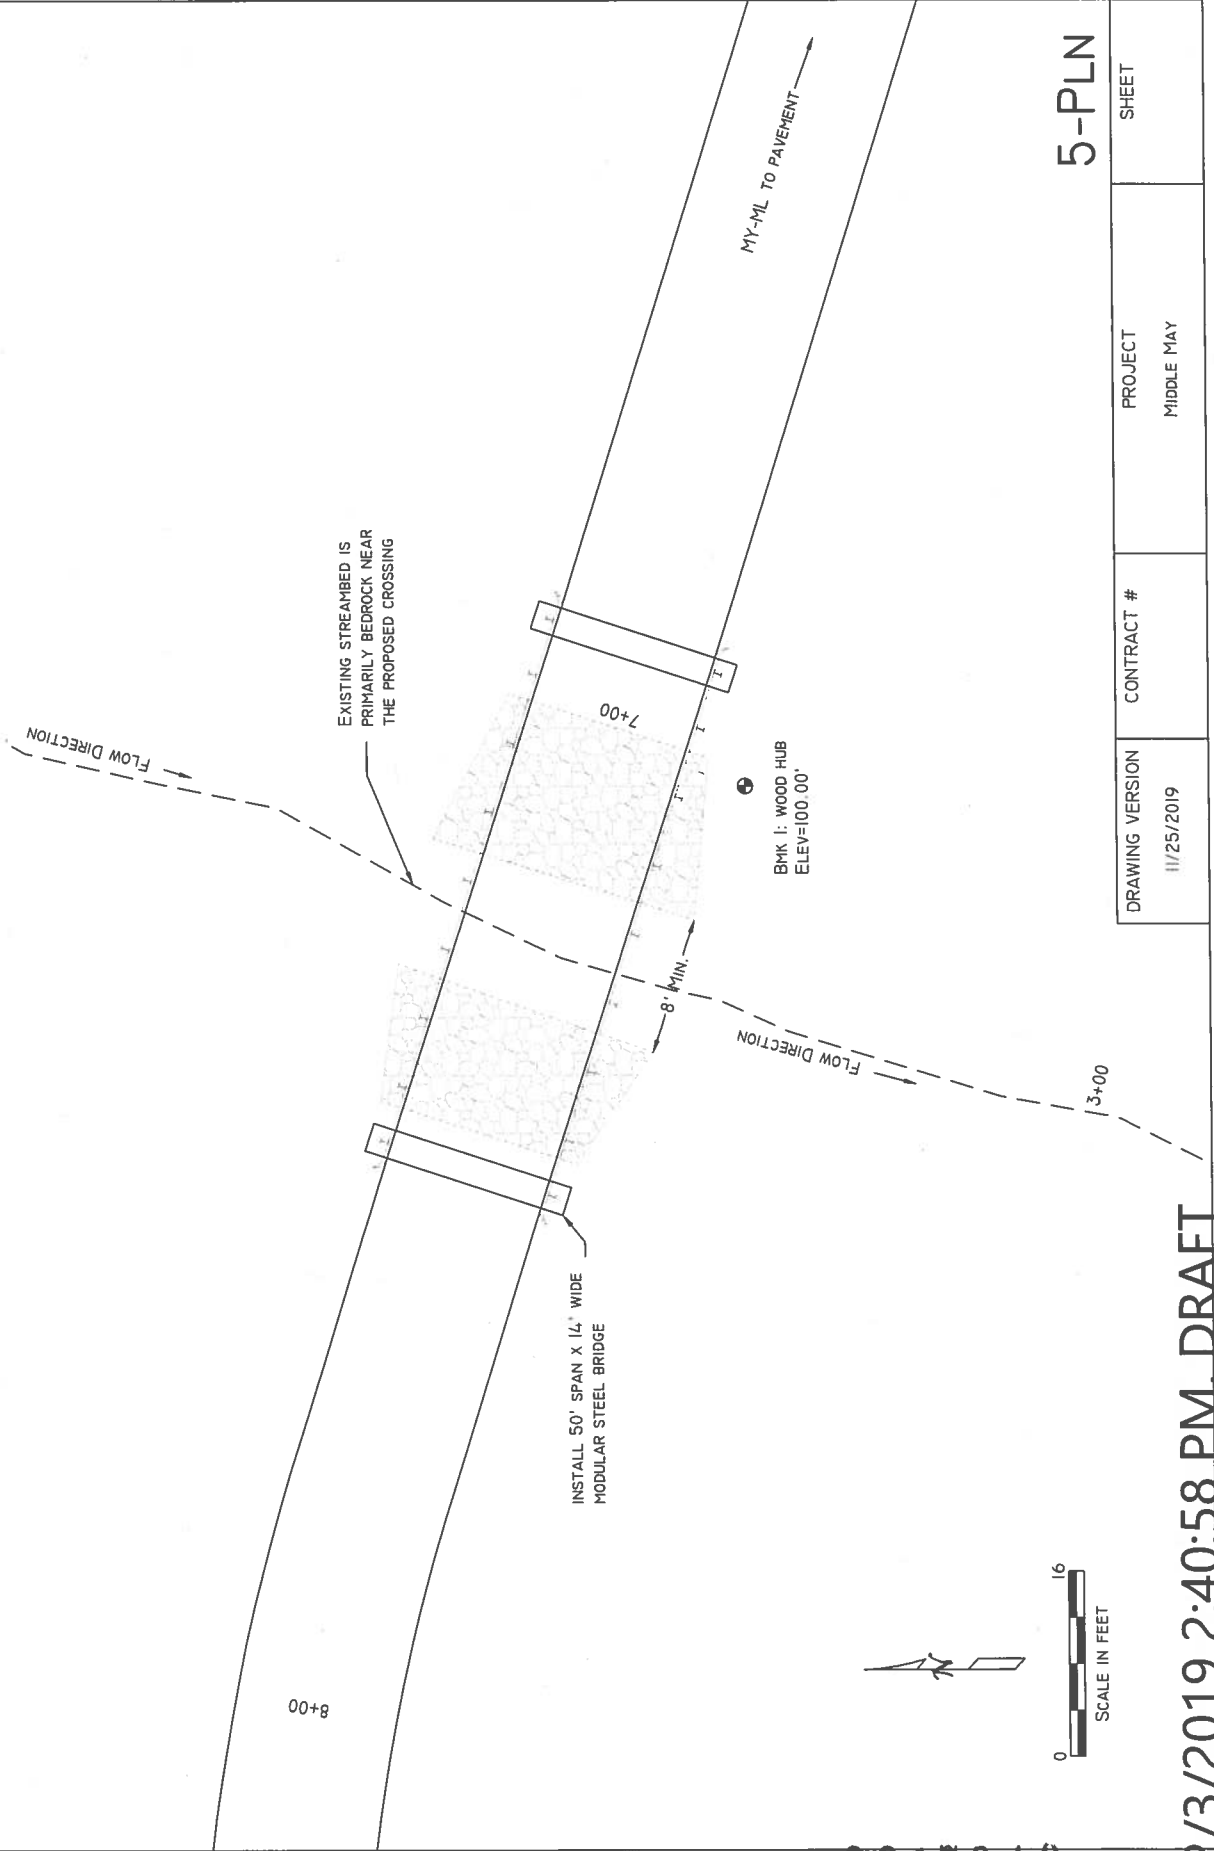 FLOW DIRECTION
EXISTING STREAMBED IS
PRIMARILY BEDROCK NEAR
THE PROPOSED CROSSING
MY-ML TO PAVEMENT
7+00
8+00
8' MIN.
BMK 1: WOOD HUB
ELEV=100.00'
FLOW DIRECTION
INSTALL 50' SPAN X 14' WIDE
MODULAR STEEL BRIDGE
3+00
N
0 16
SCALE IN FEET
5-PLN
DRAWING VERSION
11/25/2019
CONTRACT #
PROJECT
MIDDLE MAY
SHEET
/3/2019 2:40:58 PM. DRAFT